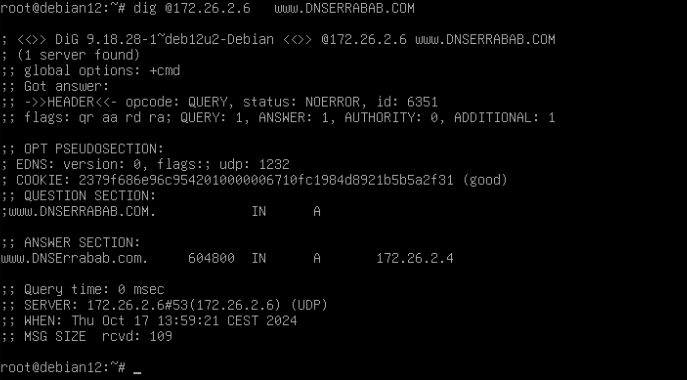 root@debian12:~# dig @172.26.2.6   www.DNSERRABAB.COM
; <<>> DiG 9.18.28-1~deb12u2-Debian <<>> @172.26.2.6 www.DNSERRABAB.COM
; (1 server found)
;; global options: +cmd
;; Got answer:
;; ->>HEADER<<- opcode: QUERY, status: NOERROR, id: 6351
;; flags: qr aa rd ra; QUERY: 1, ANSWER: 1, AUTHORITY: 0, ADDITIONAL: 1
;; OPT PSEUDOSECTION:
; EDNS: version: 0, flags:; udp: 1232
; COOKIE: 2379f686e96c9542010000006710fc1984d8921b5b5a2f31 (good)
;; QUESTION SECTION:
;www.DNSERRABAB.COM.            IN      A
;; ANSWER SECTION:
www.DNSErrabab.com.     604800  IN      A       172.26.2.4
;; Query time: 0 msec
;; SERVER: 172.26.2.6#53(172.26.2.6) (UDP)
;; WHEN: Thu Oct 17 13:59:21 CEST 2024
;; MSG SIZE  rcvd: 109
root@debian12:~# _